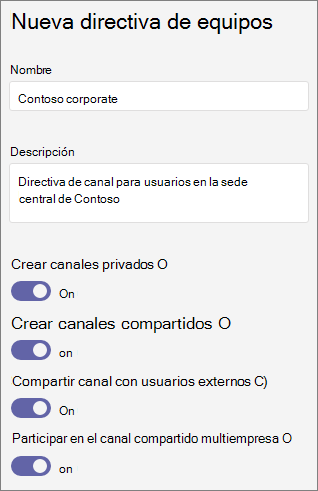 Nueva directiva de equipos
Nombre
Contoso corporate
Descripción
Directiva de canal para usuarios en la sede
central de Contoso
Crear canales privados O
On
Crear canales compartidos O
on
Compartir canal con usuarios externos C)
On
Participar en el canal compartido multiempresa O
on